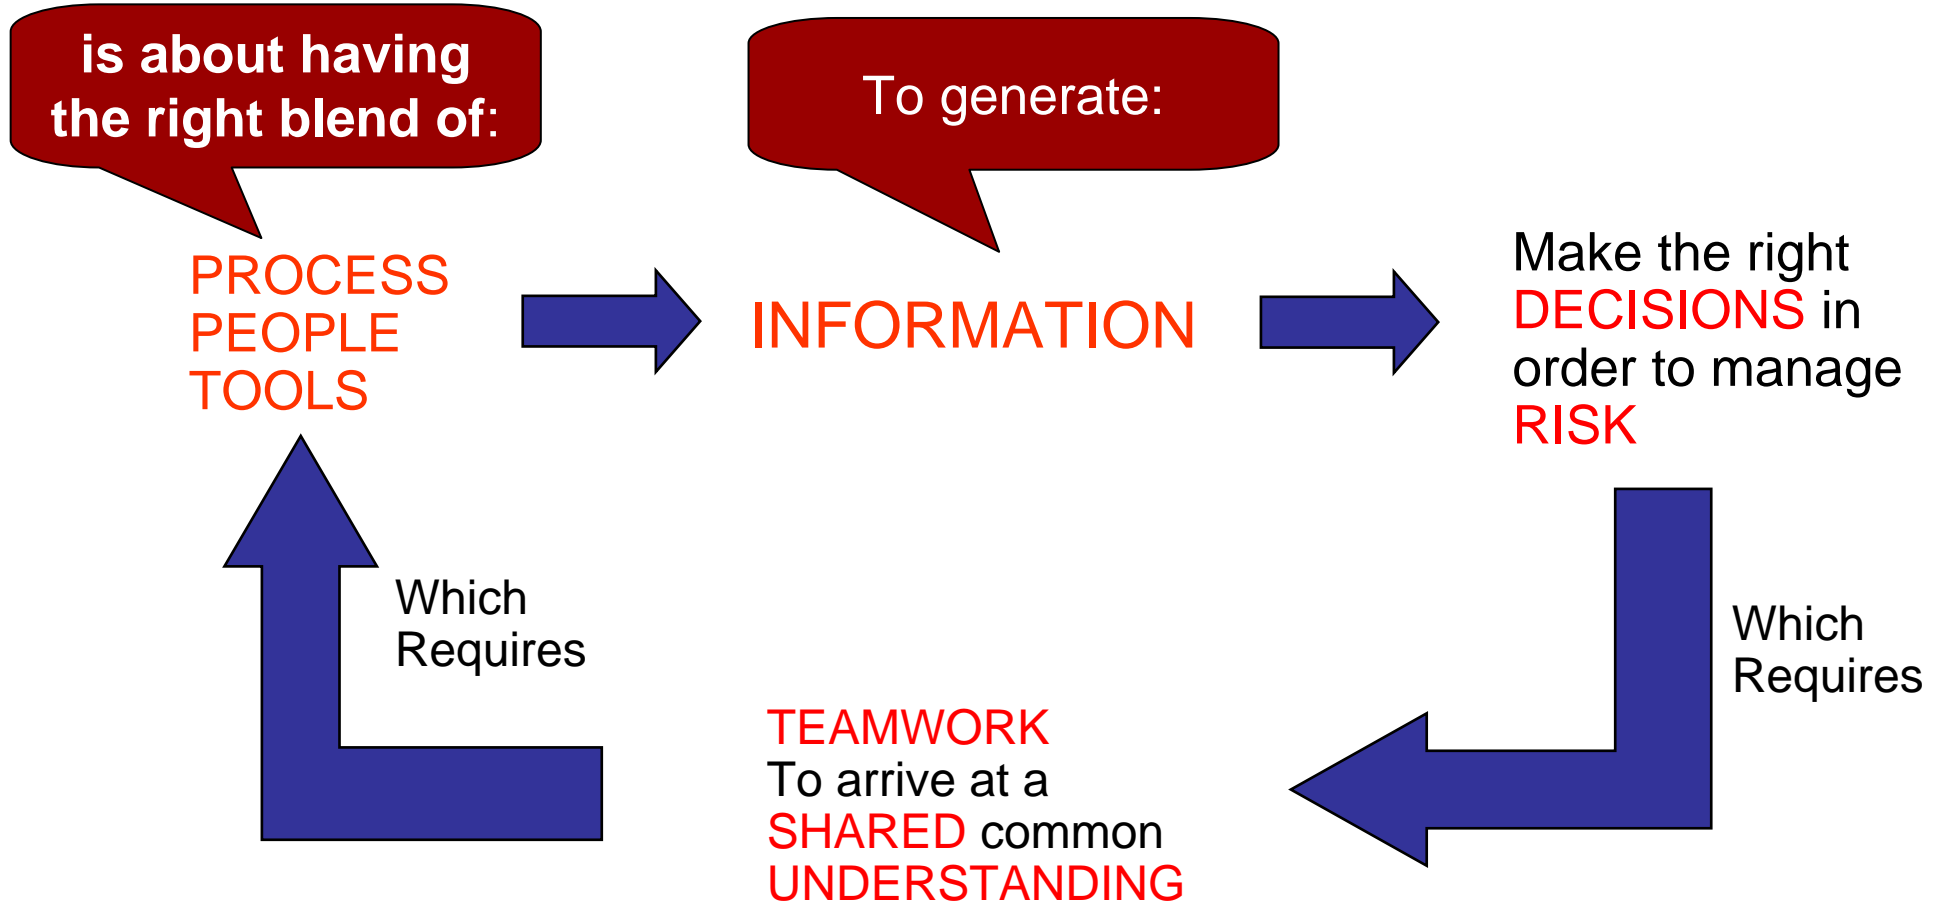 is about having
the right blend of:
To generate:
PROCESS
PEOPLE
TOOLS
INFORMATION
Make the right
DECISIONS in
order to manage
RISK
Which
Requires
TEAMWORK
To arrive at a
SHARED common
UNDERSTANDING
Which
Requires